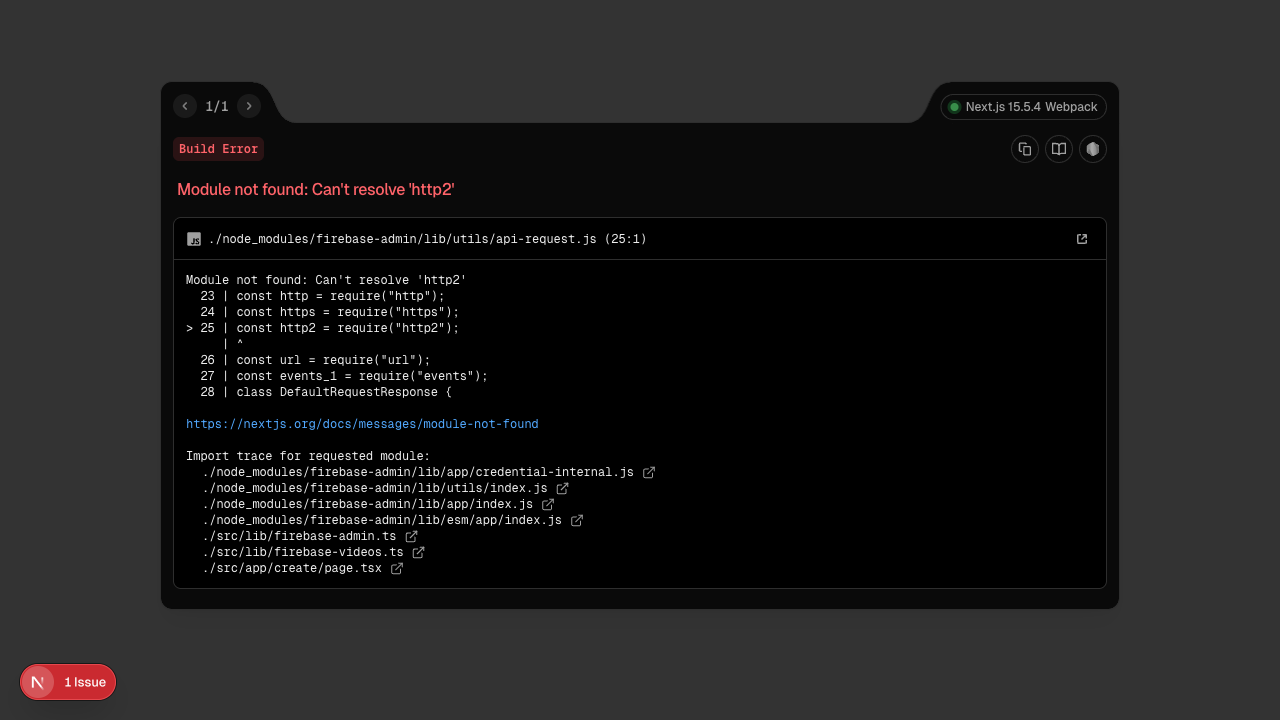 1/1
Next.js 15.5.4 Webpack
Build Error
Module not found: Can't resolve 'http2'
./node_modules/firebase-admin/lib/utils/api-request.js (25:1)
Module not found: Can't resolve 'http2'
  23 | const http = require("http");
  24 | const https = require("https");
> 25 | const http2 = require("http2");
     | ^
  26 | const url = require("url");
  27 | const events_1 = require("events");
  28 | class DefaultRequestResponse {
https://nextjs.org/docs/messages/module-not-found
Import trace for requested module:
./node_modules/firebase-admin/lib/app/credential-internal.js
./node_modules/firebase-admin/lib/utils/index.js
./node_modules/firebase-admin/lib/app/index.js
./node_modules/firebase-admin/lib/esm/app/index.js
./src/lib/firebase-admin.ts
./src/lib/firebase-videos.ts
./src/app/create/page.tsx
1 Issue